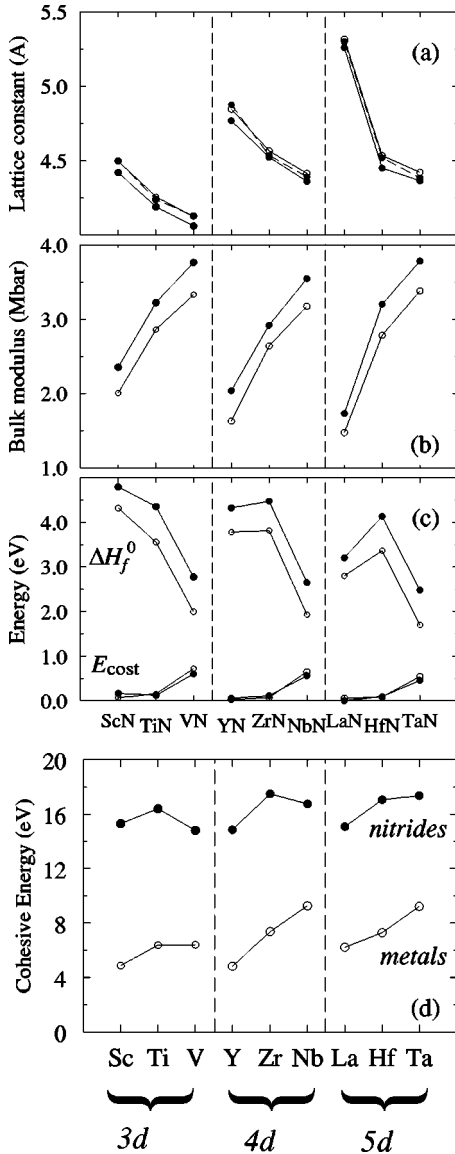 5.5
(a)
Lattice constant (A)
5.0
4.5
4.0
Bulk modulus (Mbar)
3.0
2.0
(b)
1.0
(c)
4.0
Energy (eV)
ΔH_f^0
3.0
2.0
1.0
E_cost
0.0
ScN TiN VN YN ZrN NbN LaN HfN TaN
20
Cohesive Energy (eV)
16
nitrides
12
8
metals
4
(d)
0
Sc Ti V Y Zr Nb La Hf Ta
3d 4d 5d